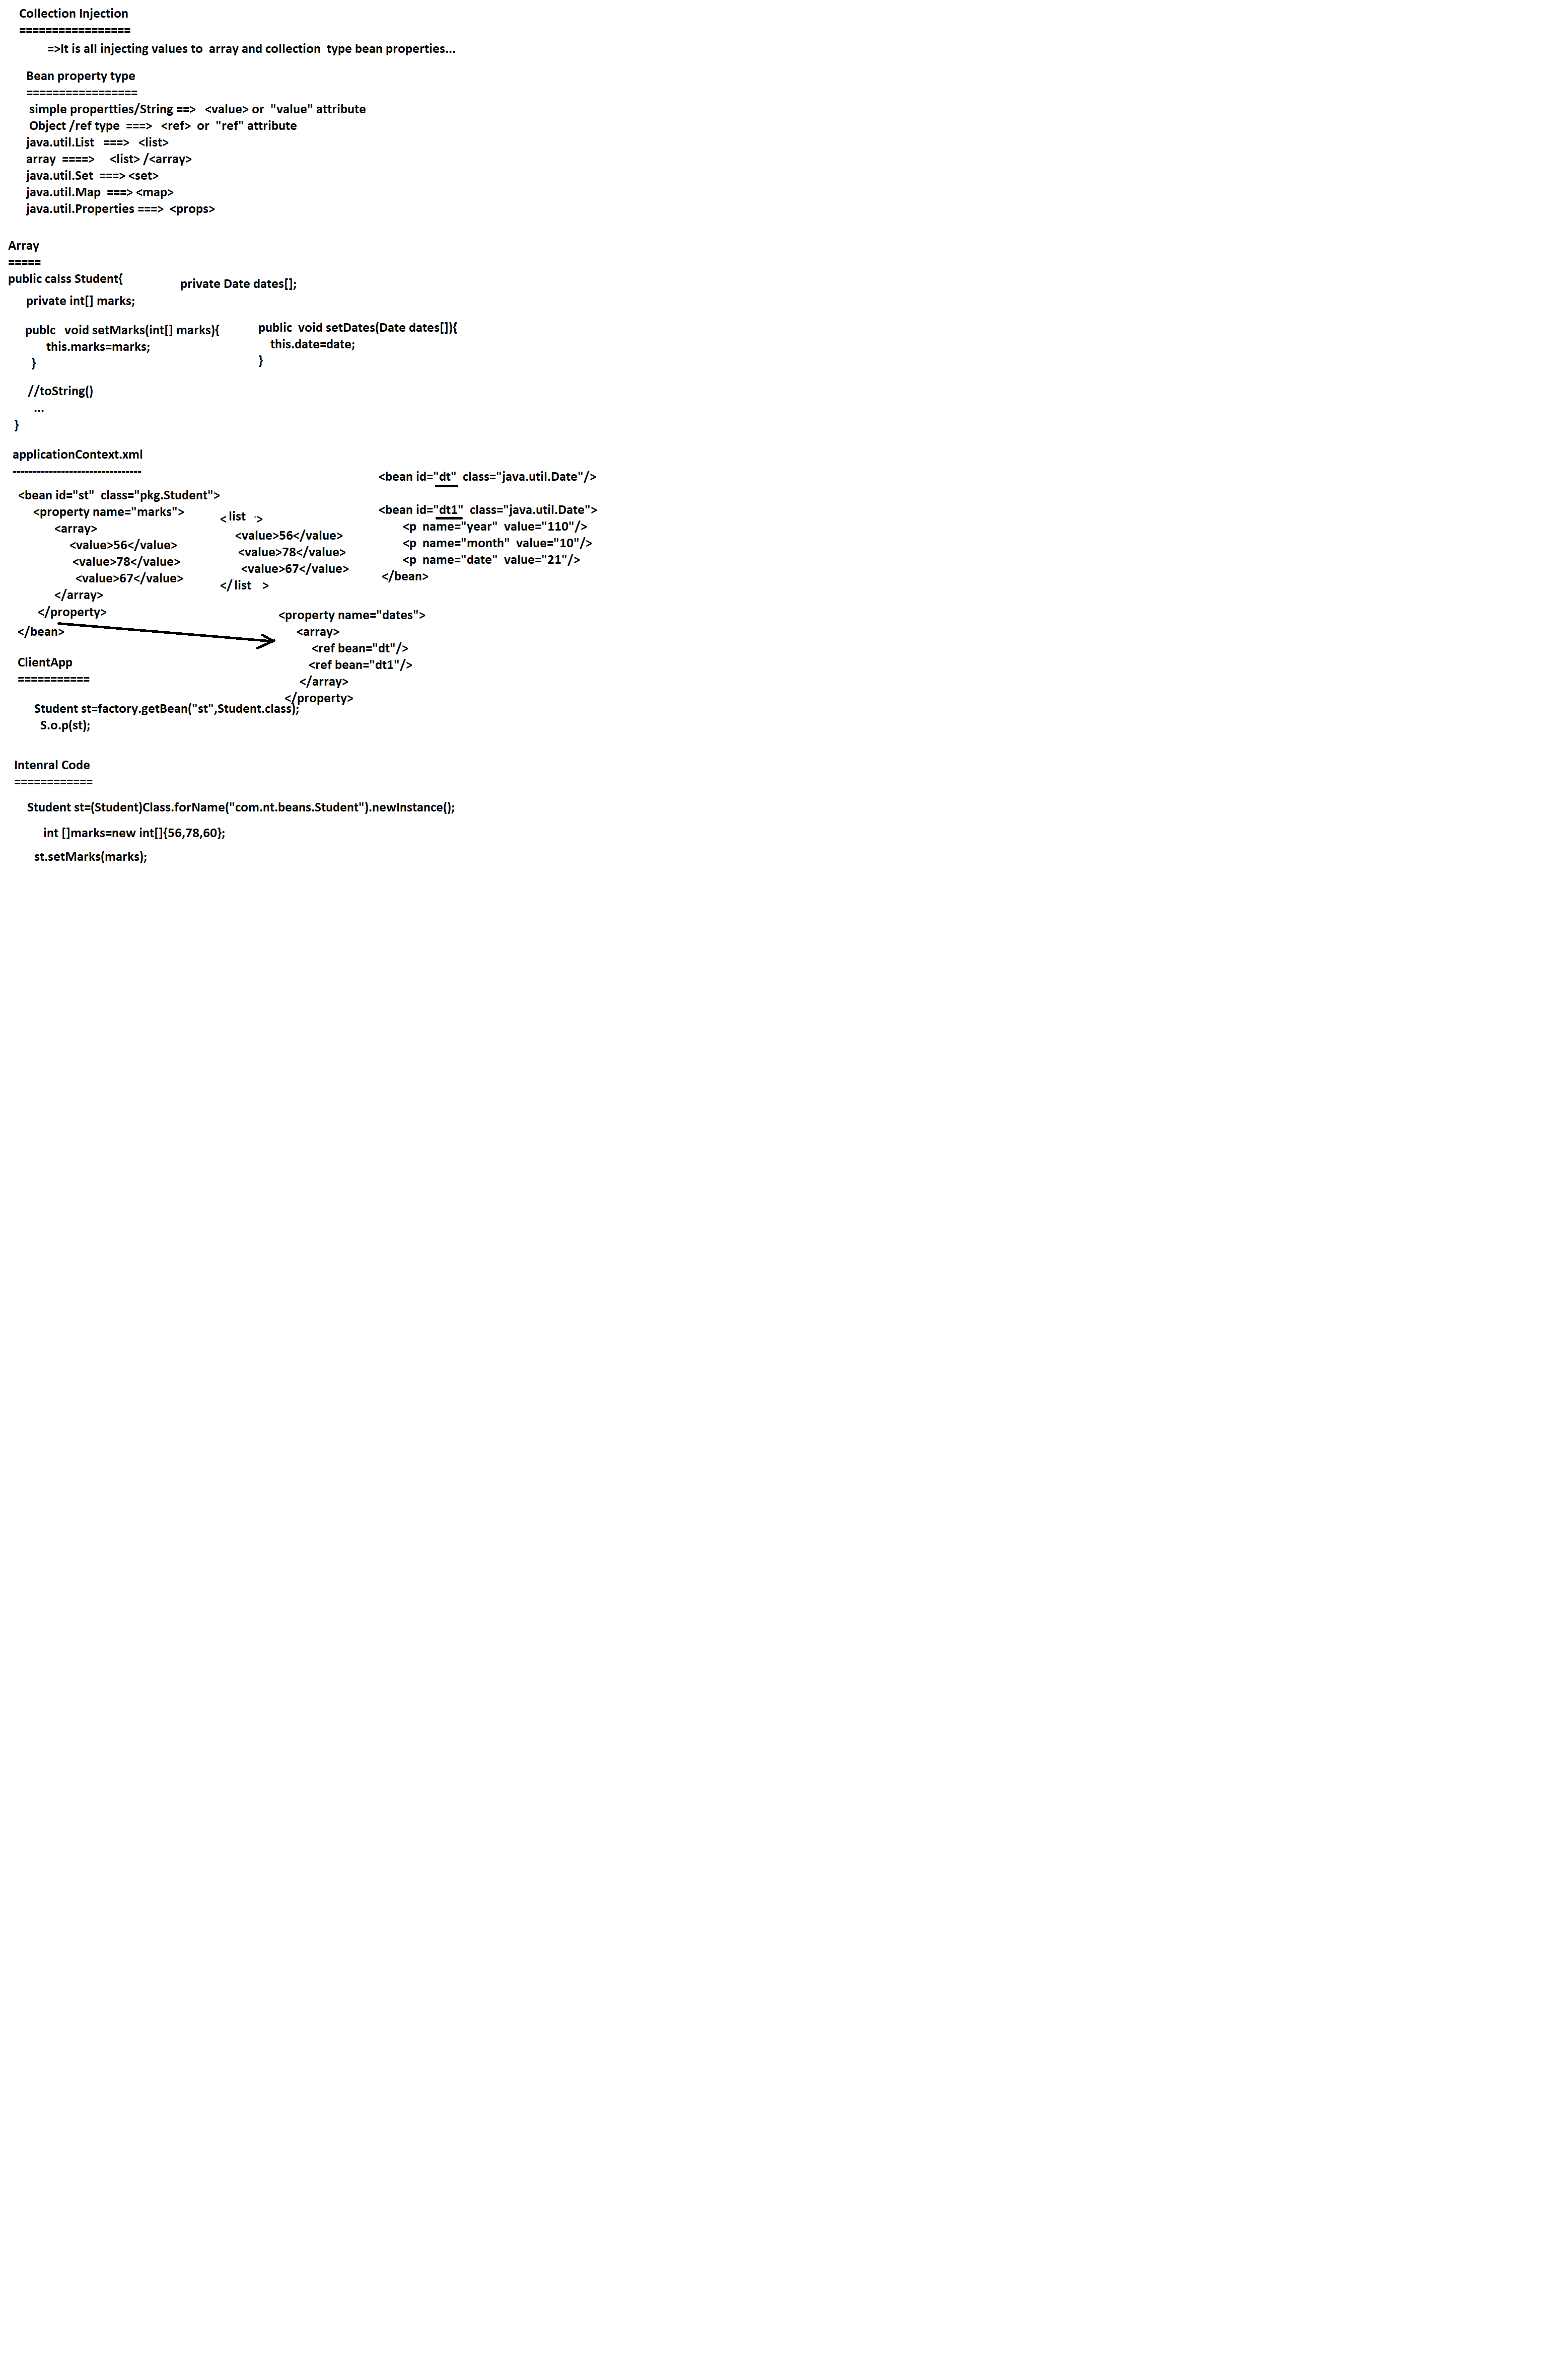 Collection Injection
=================
=>It is all injecting values to  array and collection  type bean properties...
Bean property type
=================
simple propertties/String ==>   <value> or  "value" attribute
Object /ref type  ===>   <ref>  or  "ref" attribute
java.util.List   ===>   <list>
array  ====>     <list> /<array>
java.util.Set  ===> <set>
java.util.Map  ===> <map>
java.util.Properties ===>  <props>
Array
=====
public calss Student{
private Date dates[];
private int[] marks;
publc   void setMarks(int[] marks){
this.marks=marks;
}
public  void setDates(Date dates[]){
this.date=date;
}
//toString()
...
}
applicationContext.xml
--------------------------------
<bean id="st"  class="pkg.Student">
<property name="marks">
<array>
<value>56</value>
<value>78</value>
<value>67</value>
</array>
</property>
</bean>
< list  >
<value>56</value>
<value>78</value>
<value>67</value>
</ list   >
<bean id="dt"  class="java.util.Date"/>
<bean id="dt1"  class="java.util.Date">
<p  name="year"  value="110"/>
<p  name="month"  value="10"/>
<p  name="date"  value="21"/>
</bean>
<property name="dates">
<array>
<ref bean="dt"/>
<ref bean="dt1"/>
</array>
</property>
ClientApp
===========
Student st=factory.getBean("st",Student.class);
S.o.p(st);
Intenral Code
============
Student st=(Student)Class.forName("com.nt.beans.Student").newInstance();
int []marks=new int[]{56,78,60};
st.setMarks(marks);